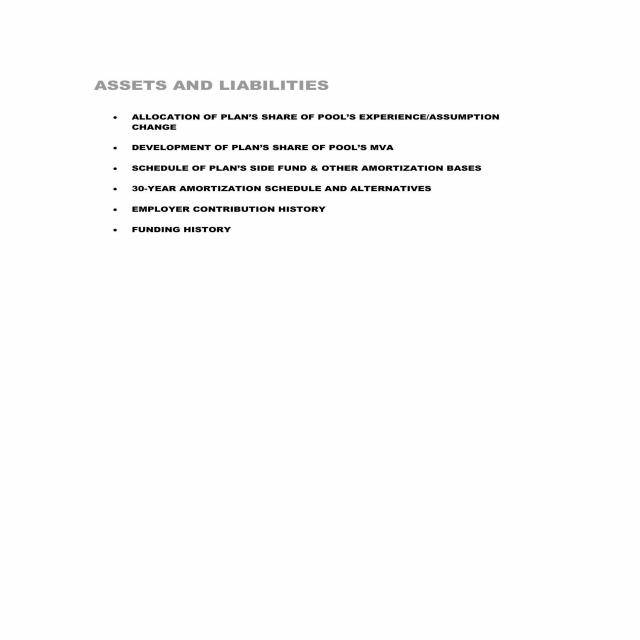 ASSETS AND LIABILITIES
• ALLOCATION OF PLAN'S SHARE OF POOL'S EXPERIENCE/ASSUMPTION
CHANGE
• DEVELOPMENT OF PLAN'S SHARE OF POOL'S MVA
• SCHEDULE OF PLAN'S SIDE FUND & OTHER AMORTIZATION BASES
• 30-YEAR AMORTIZATION SCHEDULE AND ALTERNATIVES
• EMPLOYER CONTRIBUTION HISTORY
• FUNDING HISTORY